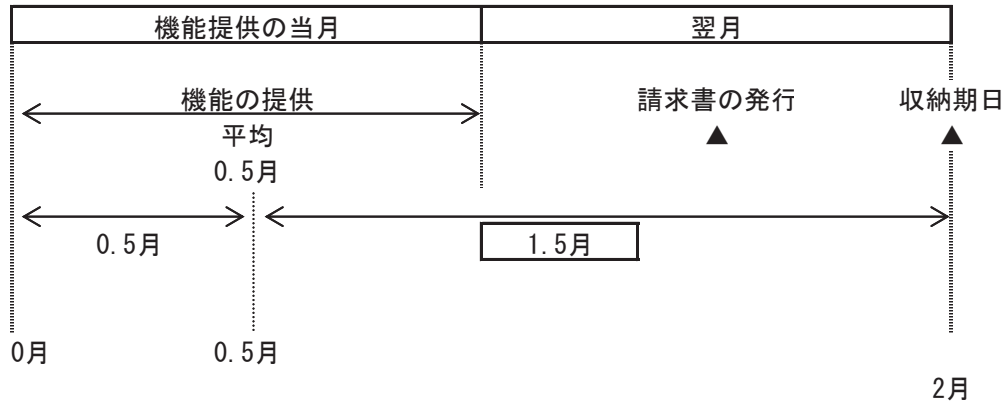 機能提供の当月 翌月
機能の提供 請求書の発行 収納期日
平均 ▲ ▲
0.5月
0.5月 1.5月
0月 0.5月
2月